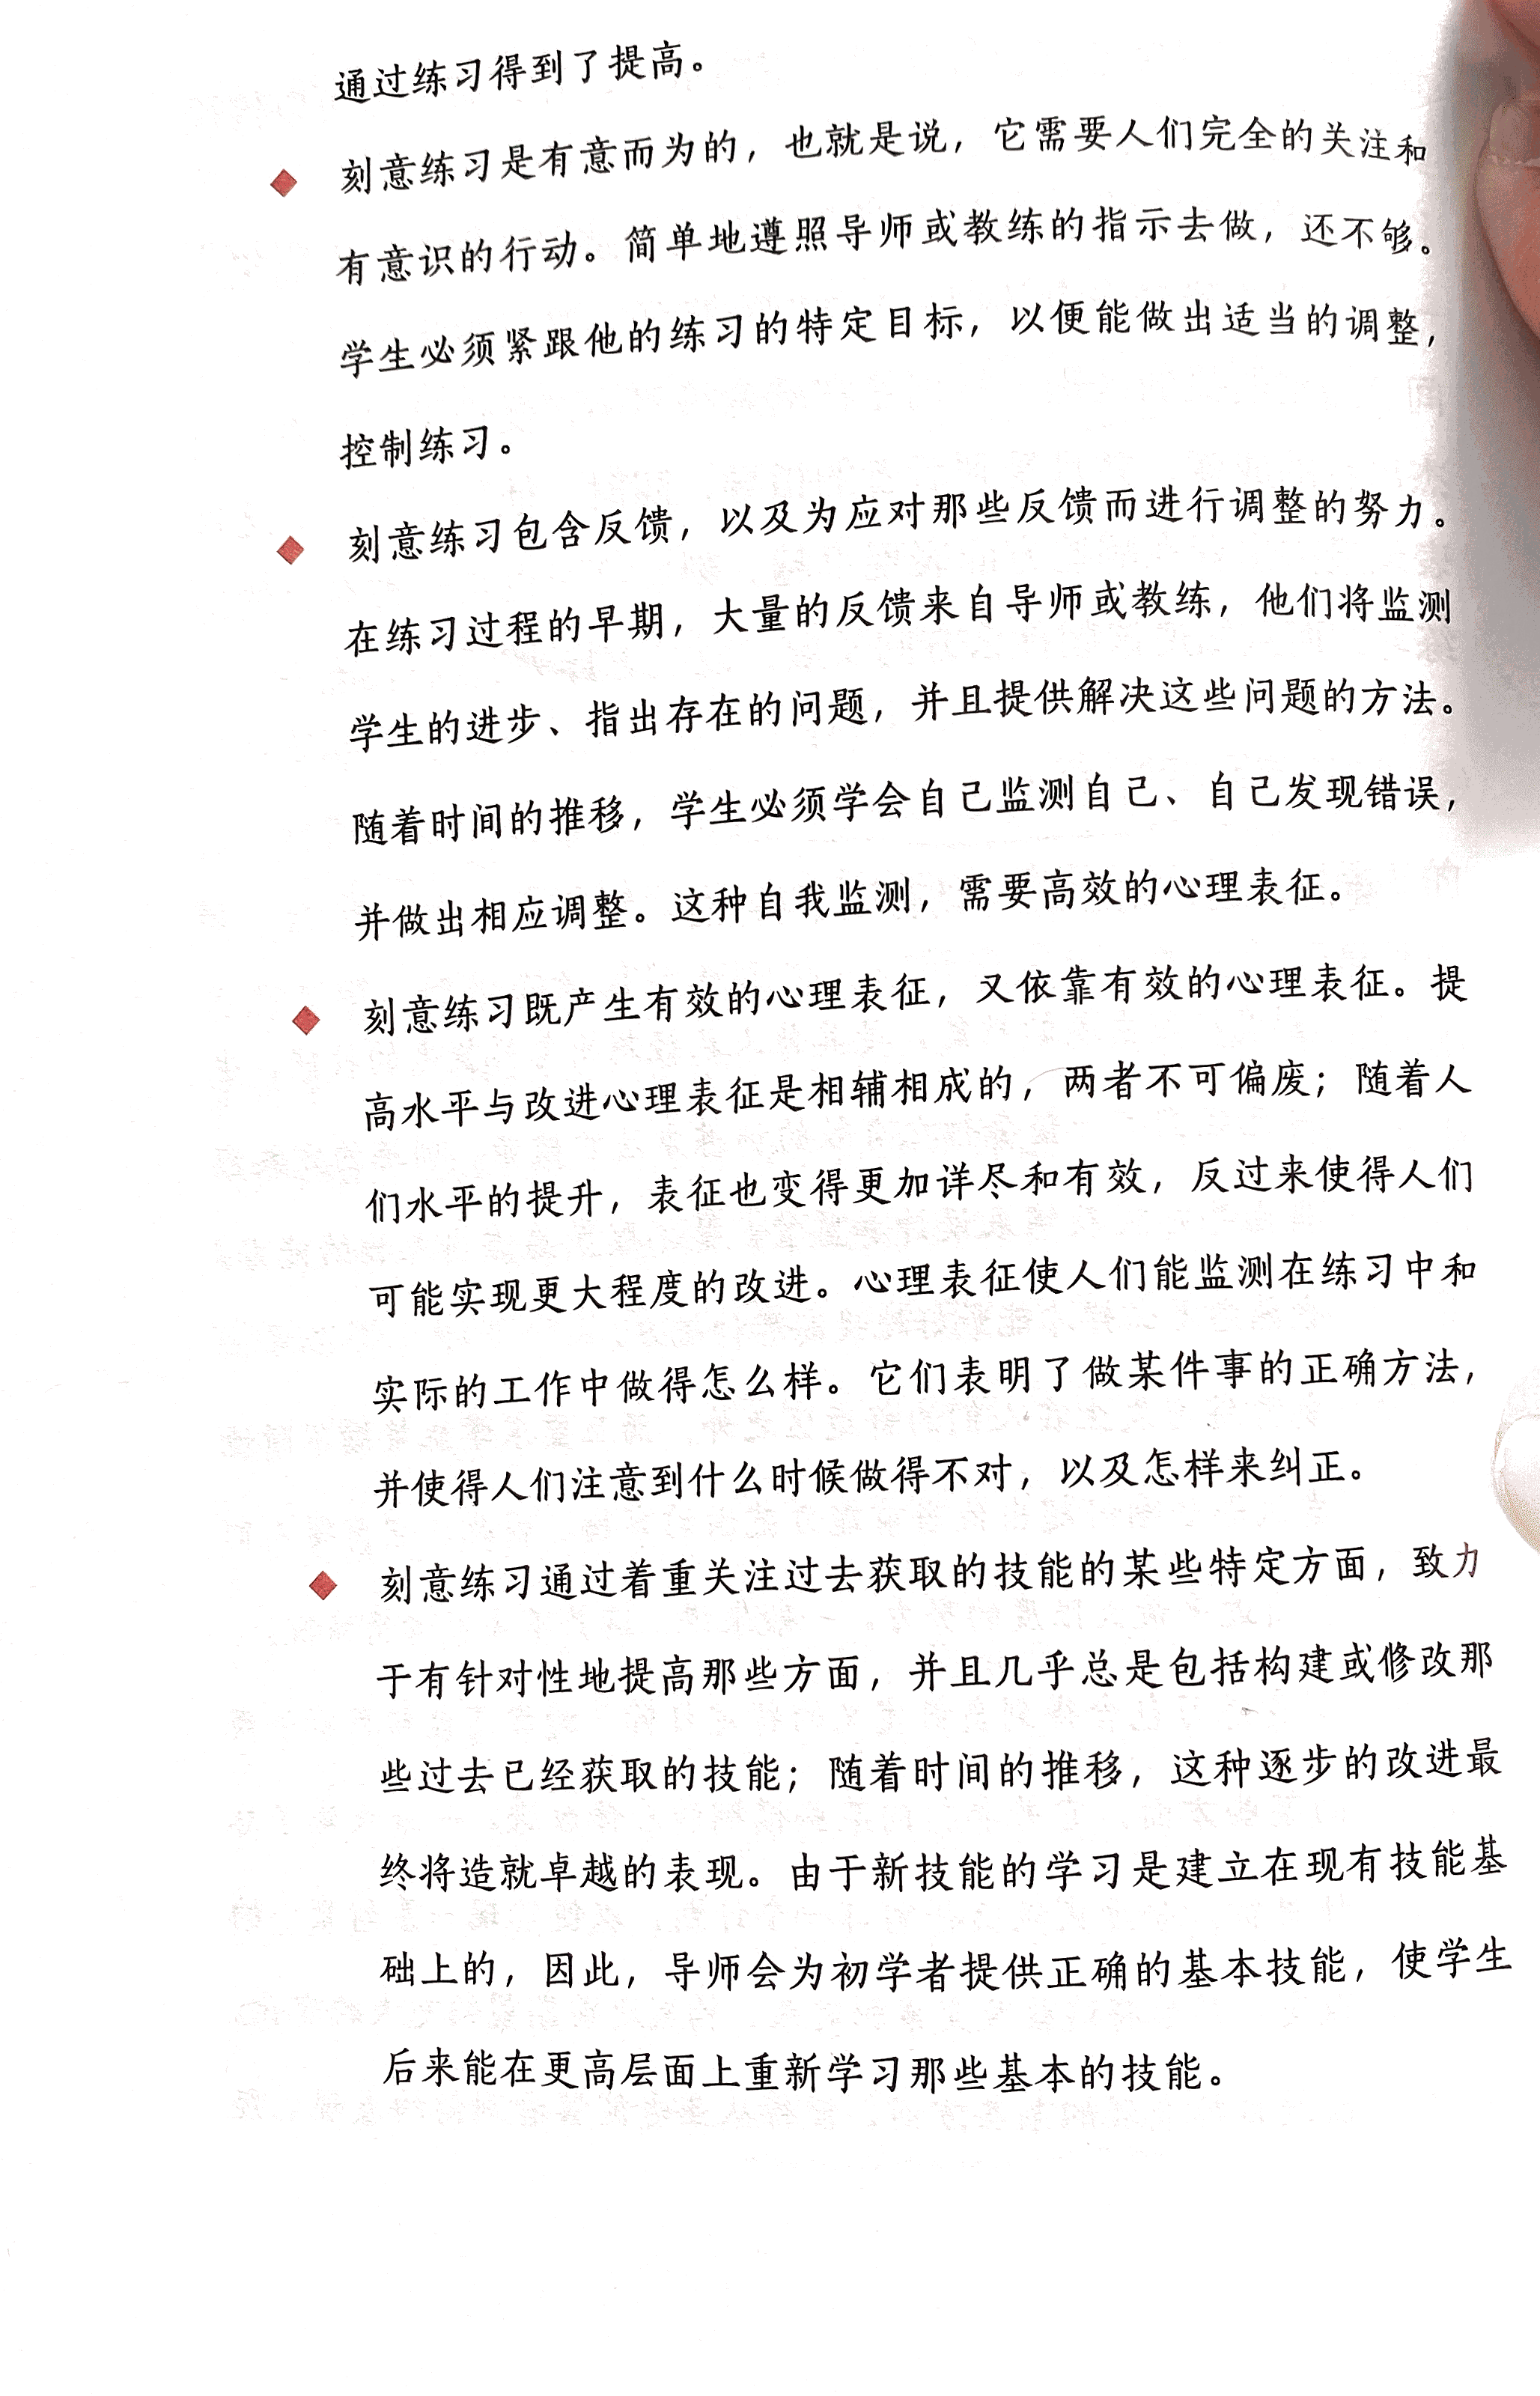 通过练习得到了提高。
刻意练习是有意而为的，也就是说，它需要人们完全的关注和
有意识的行动。简单地遵照导师或教练的指示去做，还不够。
学生必须紧跟他的练习的特定目标，以便能做出适当的调整，
控制练习。
刻意练习包含反馈，以及为应对那些反馈而进行调整的努力。
在练习过程的早期，大量的反馈来自导师或教练，他们将监测
学生的进步、指出存在的问题，并且提供解决这些问题的方法。
随着时间的推移，学生必须学会自己监测自己、自己发现错误，
并做出相应调整。这种自我监测，需要高效的心理表征。
刻意练习既产生有效的心理表征，又依靠有效的心理表征。提
高水平与改进心理表征是相辅相成的，两者不可偏废；随着人
们水平的提升，表征也变得更加详尽和有效，反过来使得人们
可能实现更大程度的改进。心理表征使人们能监测在练习中和
实际的工作中做得怎么样。它们表明了做某件事的正确方法，
并使得人们注意到什么时候做得不对，以及怎样来纠正。
刻意练习通过着重关注过去获取的技能的某些特定方面，致力
于有针对性地提高那些方面，并且几乎总是包括构建或修改那
些过去已经获取的技能；随着时间的推移，这种逐步的改进最
终将造就卓越的表现。由于新技能的学习是建立在现有技能基
础上的，因此，导师会为初学者提供正确的基本技能，使学生
后来能在更高层面上重新学习那些基本的技能。